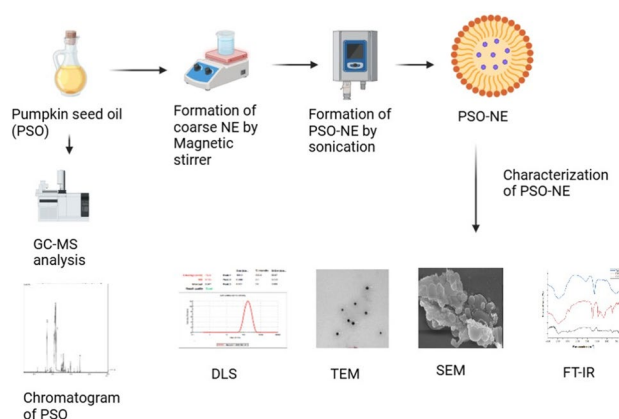 Pumpkin seed oil
(PSO)
Formation of
coarse NE by
Magnetic
stirrer
Formation of
PSO-NE by
sonication
PSO-NE
Characterization
of PSO-NE
GC-MS
analysis
Chromatogram
of PSO
DLS
TEM
SEM
FT-IR